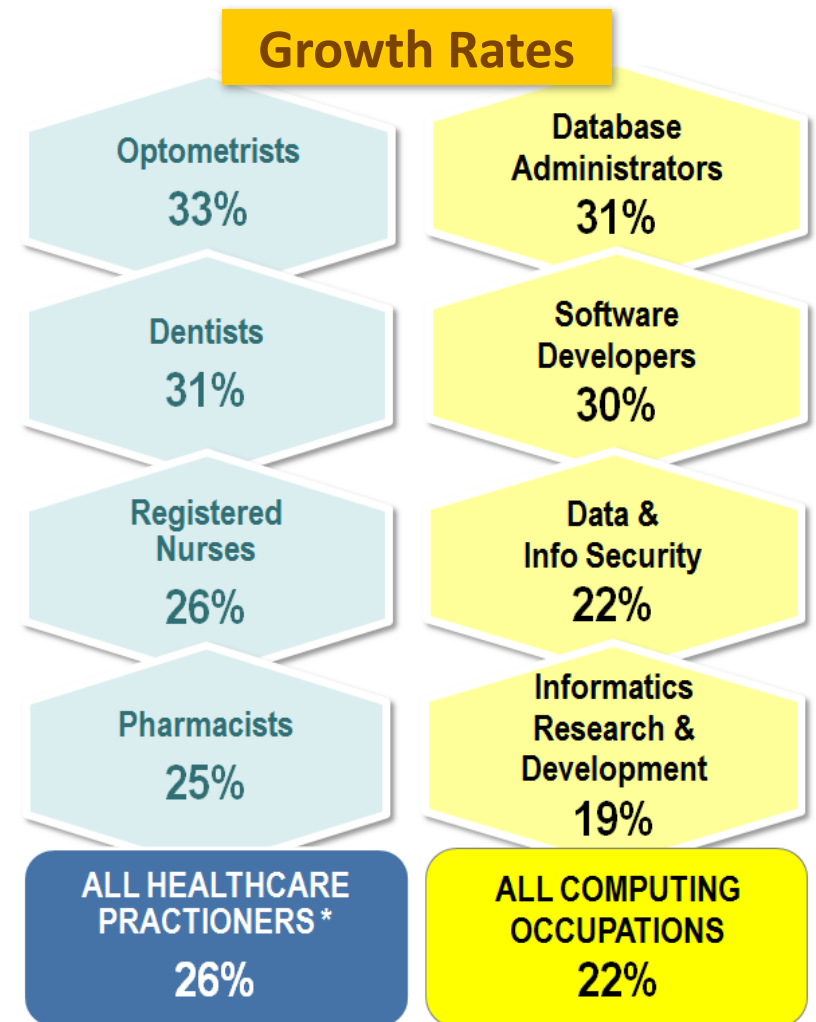 Growth Rates
Optometrists
33%
Dentists
31%
Registered
Nurses
26%
Pharmacists
25%
ALL HEALTHCARE
PRACTIONERS *
26%
Database
Administrators
31%
Software
Developers
30%
Data &
Info Security
22%
Informatics
Research &
Development
19%
ALL COMPUTING
OCCUPATIONS
22%